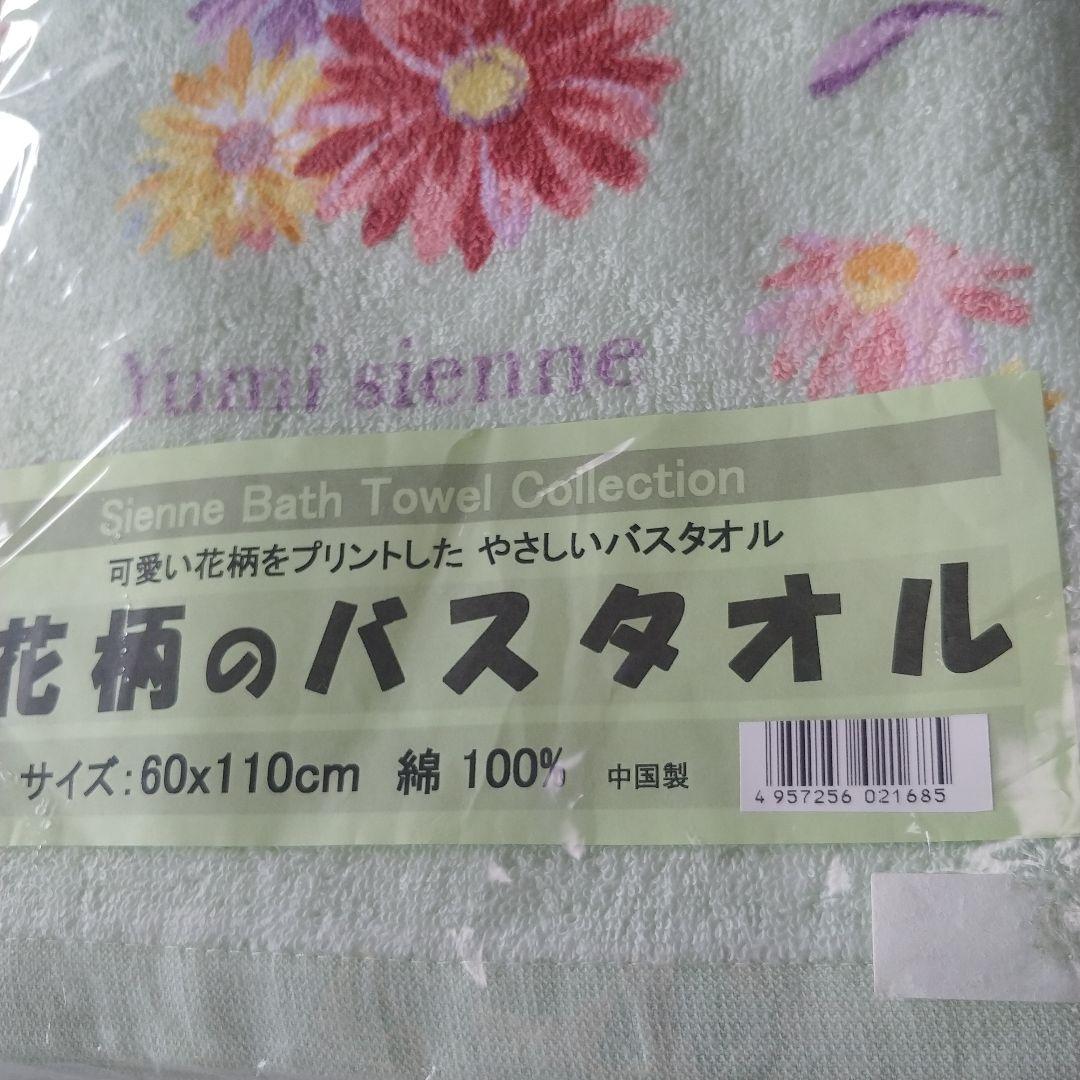 Yumi sienne
Sienne Bath Towel Collection
可愛い花柄をプリントした やさしいバスタオル
花柄のバスタオル
サイズ:60x110cm 綿 100% 中国製
4 957256 021685